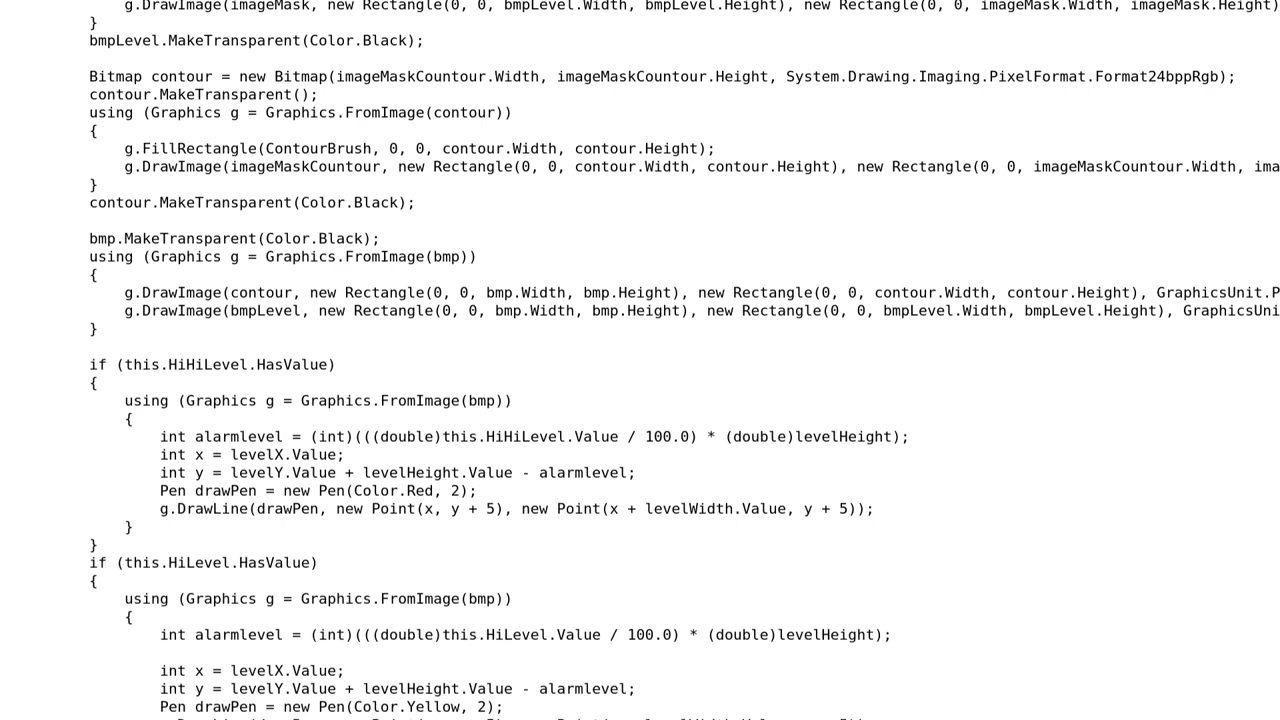 g.DrawImage(imageMask, new Rectangle(0, 0, bmpLevel.Width, bmpLevel.Height), new Rectangle(0, 0, imageMask.Width, imageMask.Height)
}
bmpLevel.MakeTransparent(Color.Black);
Bitmap contour = new Bitmap(imageMaskCountour.Width, imageMaskCountour.Height, System.Drawing.Imaging.PixelFormat.Format24bppRgb);
contour.MakeTransparent();
using (Graphics g = Graphics.FromImage(contour))
{
g.FillRectangle(ContourBrush, 0, 0, contour.Width, contour.Height);
g.DrawImage(imageMaskCountour, new Rectangle(0, 0, contour.Width, contour.Height), new Rectangle(0, 0, imageMaskCountour.Width, ima
}
contour.MakeTransparent(Color.Black);
bmp.MakeTransparent(Color.Black);
using (Graphics g = Graphics.FromImage(bmp))
{
g.DrawImage(contour, new Rectangle(0, 0, bmp.Width, bmp.Height), new Rectangle(0, 0, contour.Width, contour.Height), GraphicsUnit.P
g.DrawImage(bmpLevel, new Rectangle(0, 0, bmp.Width, bmp.Height), new Rectangle(0, 0, bmpLevel.Width, bmpLevel.Height), GraphicsUni
}
if (this.HiHiLevel.HasValue)
{
using (Graphics g = Graphics.FromImage(bmp))
{
int alarmlevel = (int)(((double)this.HiHiLevel.Value / 100.0) * (double)levelHeight);
int x = levelX.Value;
int y = levelY.Value + levelHeight.Value - alarmlevel;
Pen drawPen = new Pen(Color.Red, 2);
g.DrawLine(drawPen, new Point(x, y + 5), new Point(x + levelWidth.Value, y + 5));
}
}
if (this.HiLevel.HasValue)
{
using (Graphics g = Graphics.FromImage(bmp))
{
int alarmlevel = (int)(((double)this.HiLevel.Value / 100.0) * (double)levelHeight);
int x = levelX.Value;
int y = levelY.Value + levelHeight.Value - alarmlevel;
Pen drawPen = new Pen(Color.Yellow, 2);